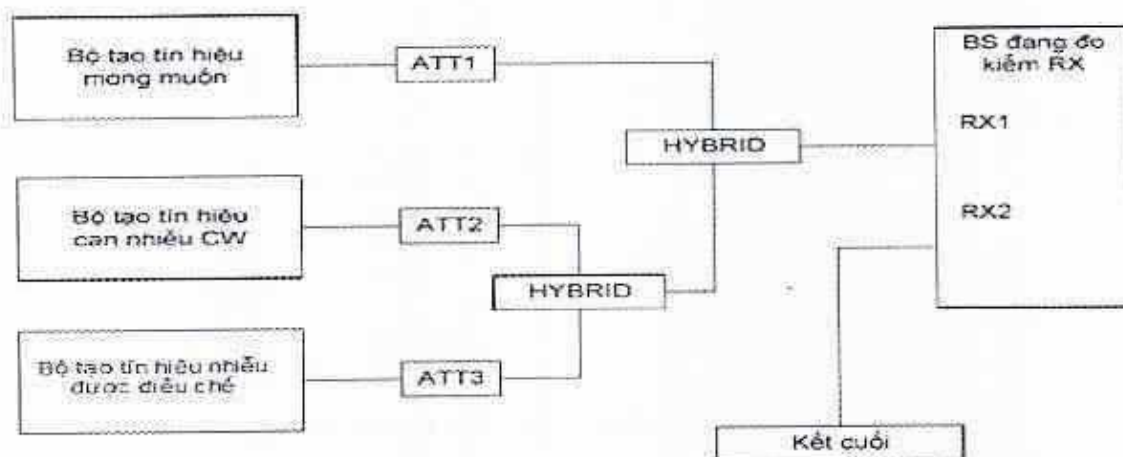 Bộ tạo tín hiệu
mong muốn
ATT1
HYBRID
BS đang đo
kiểm RX
RX1
RX2
Bộ tạo tín hiệu
can nhiễu CW
ATT2
HYBRID
Bộ tạo tín hiệu nhiễu
được điều chế
ATT3
Kết cuối